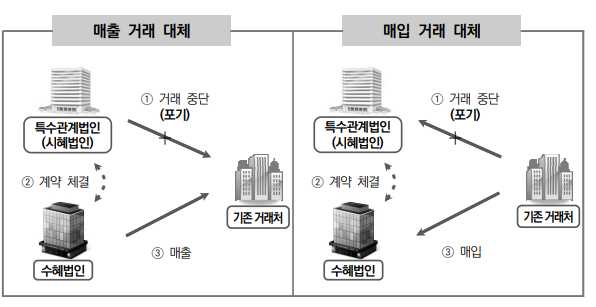 매출 거래 대체
① 거래 중단
(포기)
특수관계법인
(시혜법인)
② 계약 체결
기존 거래처
③ 매출
수혜법인
매입 거래 대체
① 거래 중단
(포기)
특수관계법인
(시혜법인)
② 계약 체결
기존 거래처
③ 매입
수혜법인